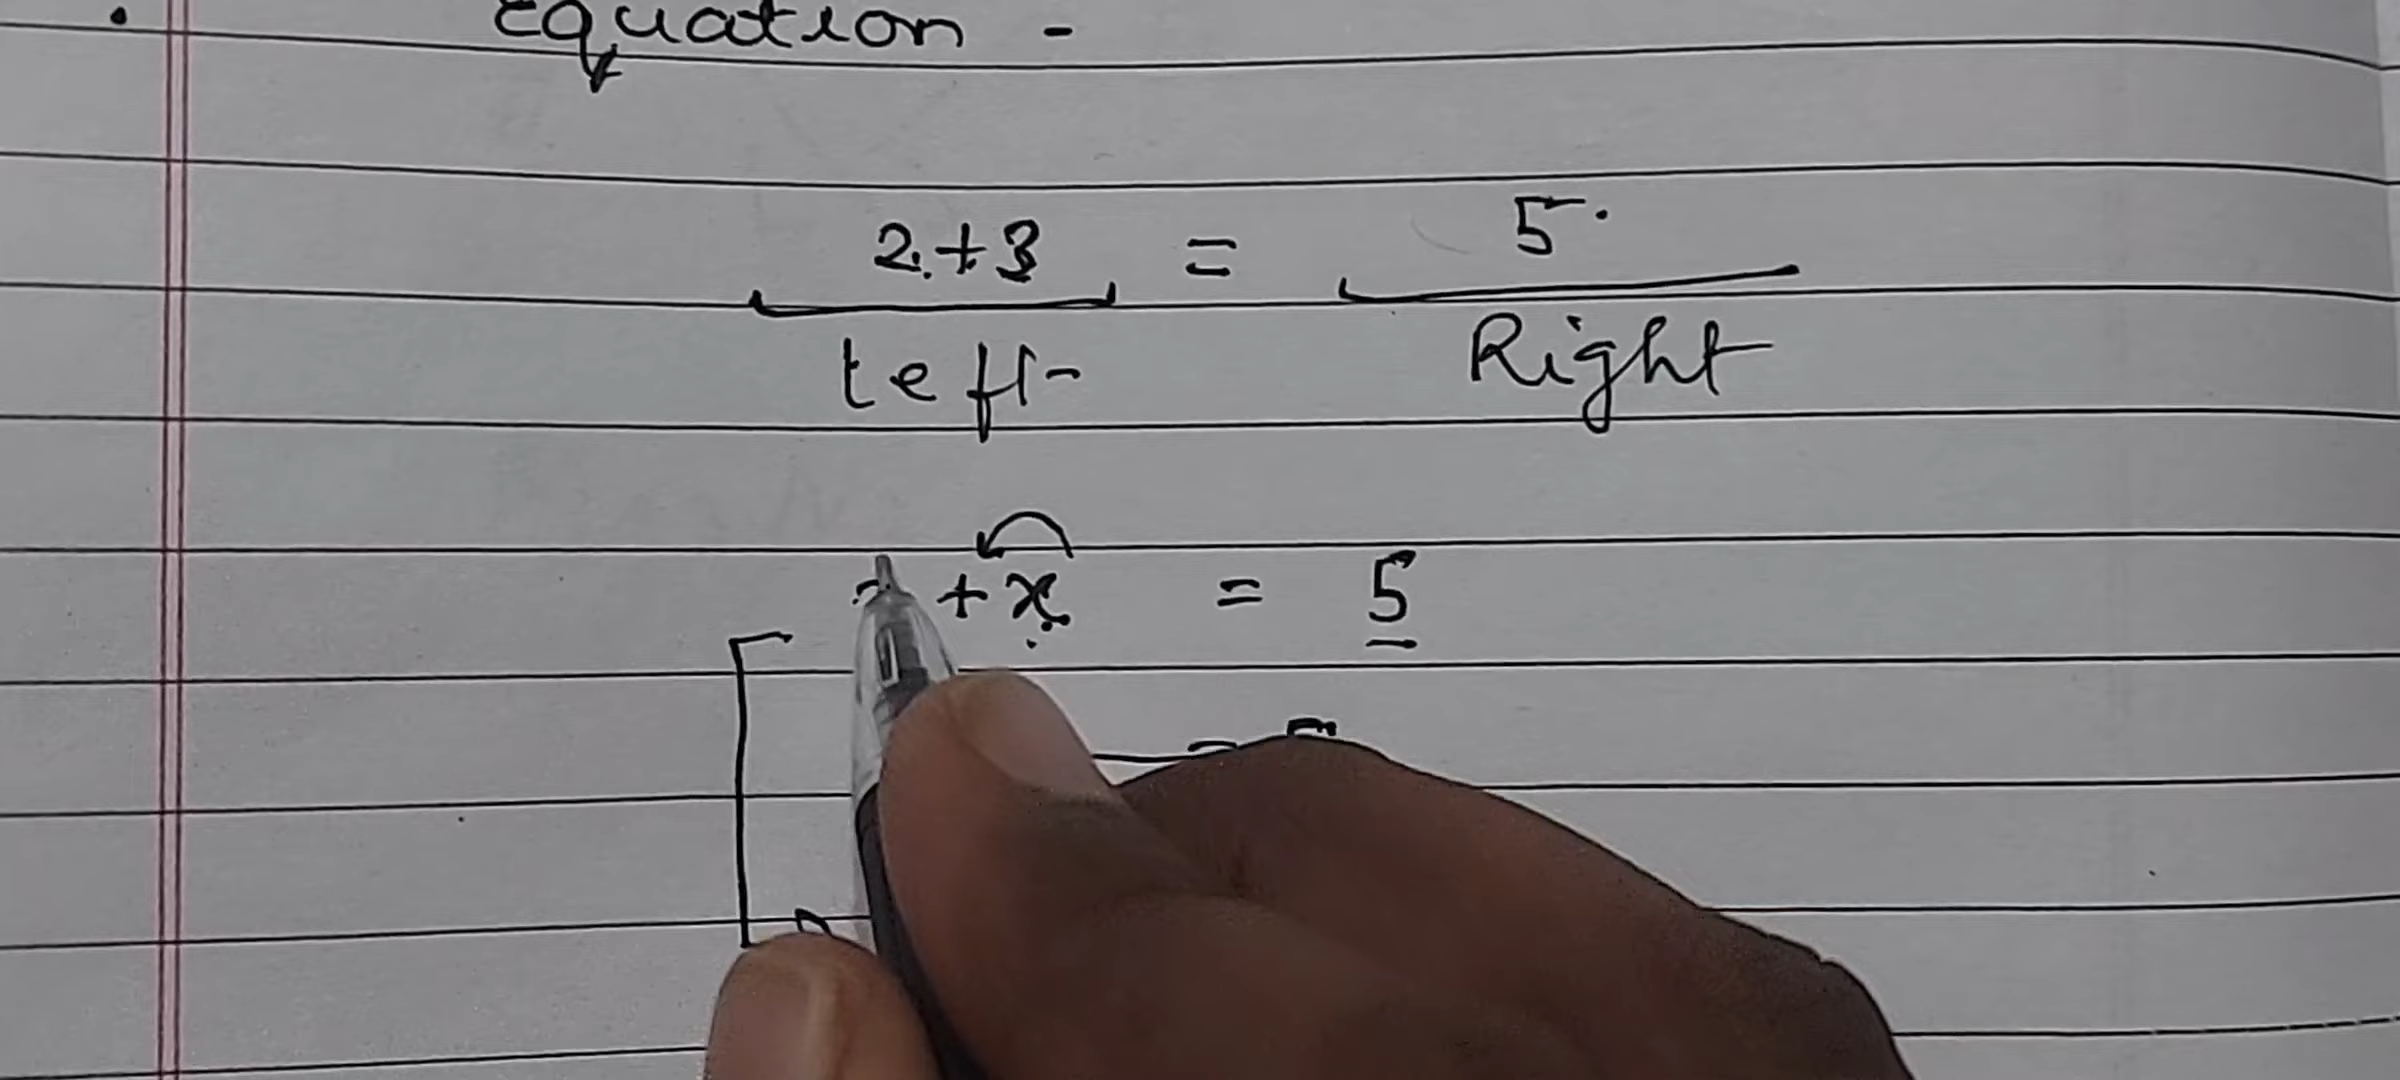 Equation -
2 + 3 = 5
Left Right
+ x = 5